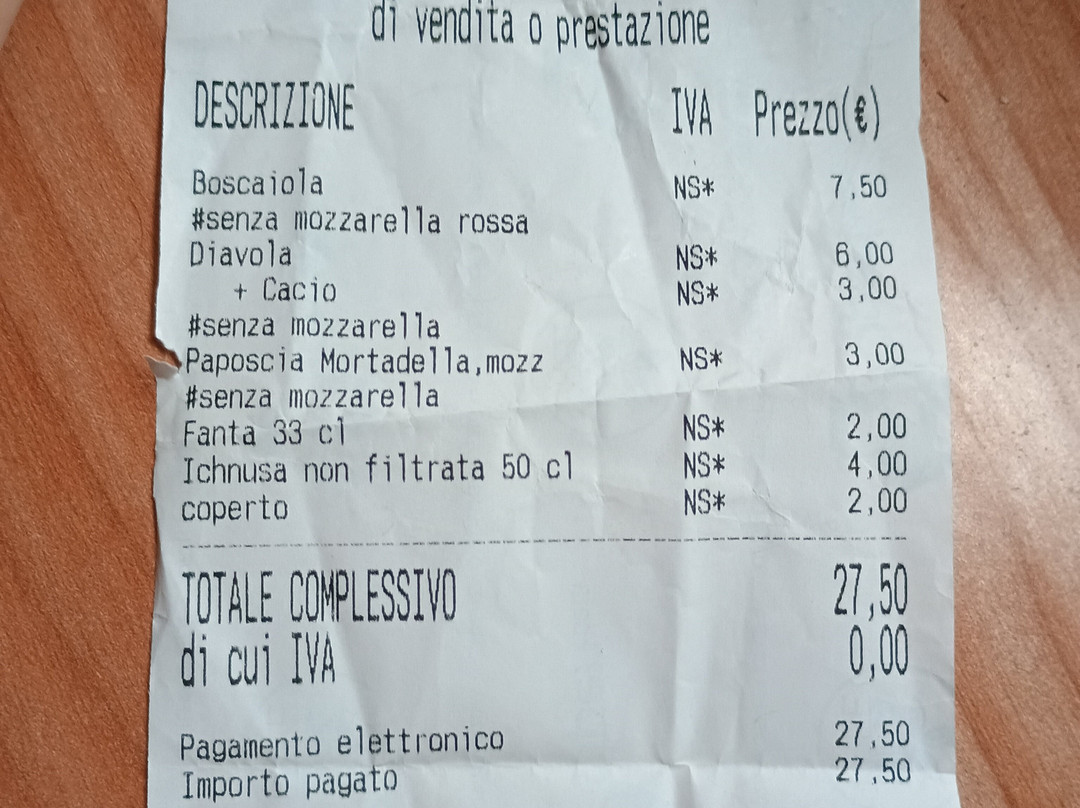 di vendita o prestazione
DESCRIZIONE IVA Prezzo(€)
Boscaiola NS* 7,50
#senza mozzarella rossa
Diavola NS* 6,00
+ Cacio NS* 3,00
#senza mozzarella
Paposcia Mortadella,mozz NS* 3,00
#senza mozzarella
Fanta 33 cl NS* 2,00
Ichnusa non filtrata 50 cl NS* 4,00
coperto NS* 2,00
TOTALE COMPLESSIVO 27,50
di cui IVA 0,00
Pagamento elettronico 27,50
Importo pagato 27,50